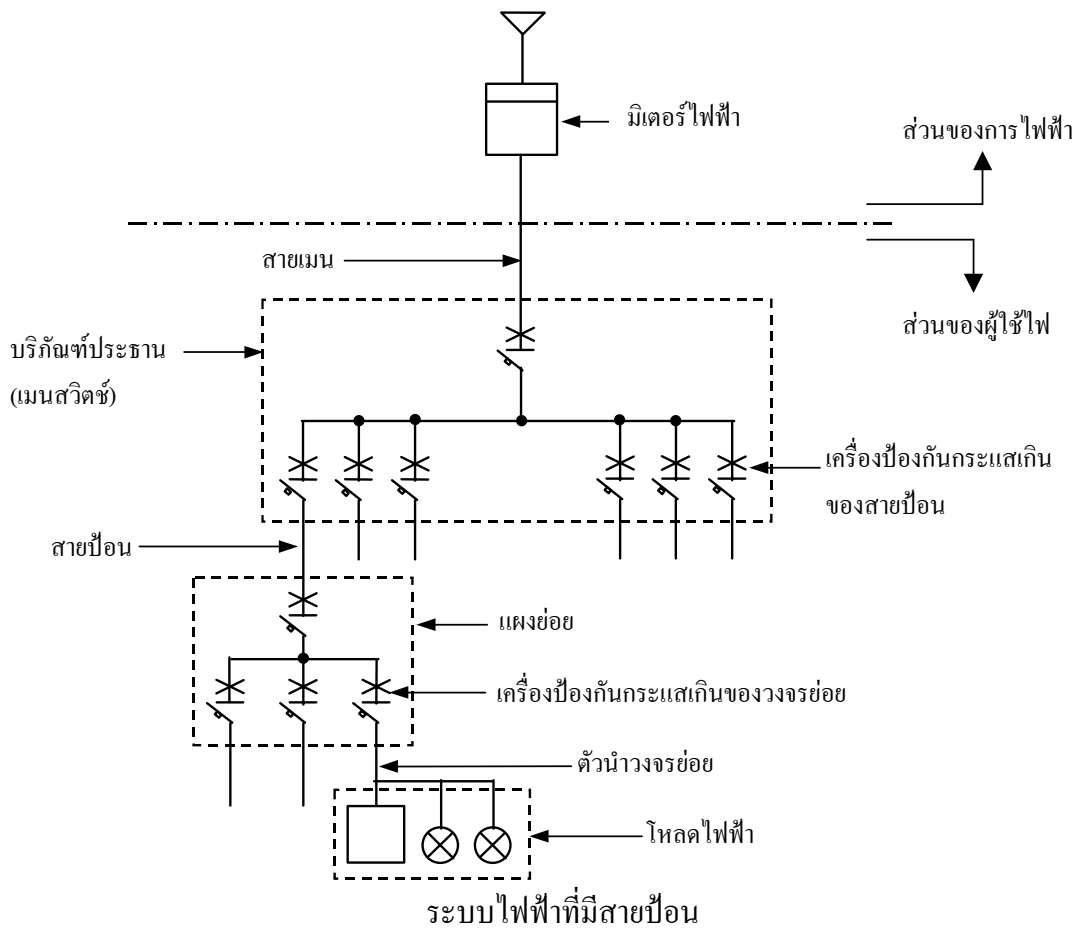 มิเตอร์ไฟฟ้า
ส่วนของการไฟฟ้า
สายเมน
ส่วนของผู้ใช้ไฟ
บริภัณฑ์ประธาน
(เมนสวิตช์)
เครื่องป้องกันกระแสเกิน
ของสายป้อน
สายป้อน
แผงย่อย
เครื่องป้องกันกระแสเกินของวงจรย่อย
ตัวนำวงจรย่อย
โหลดไฟฟ้า
ระบบไฟฟ้าที่มีสายป้อน